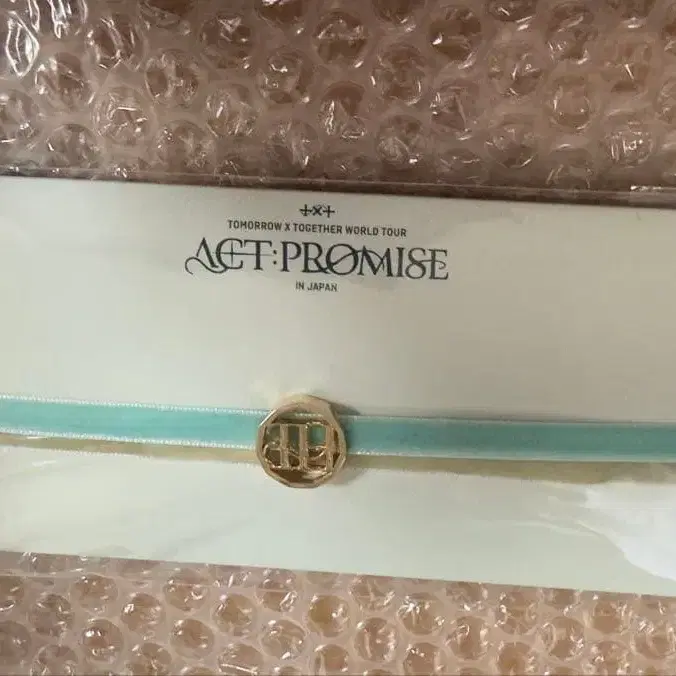 TOMORROW X TOGETHER WORLD TOUR
ACT:PROMISE
IN JAPAN